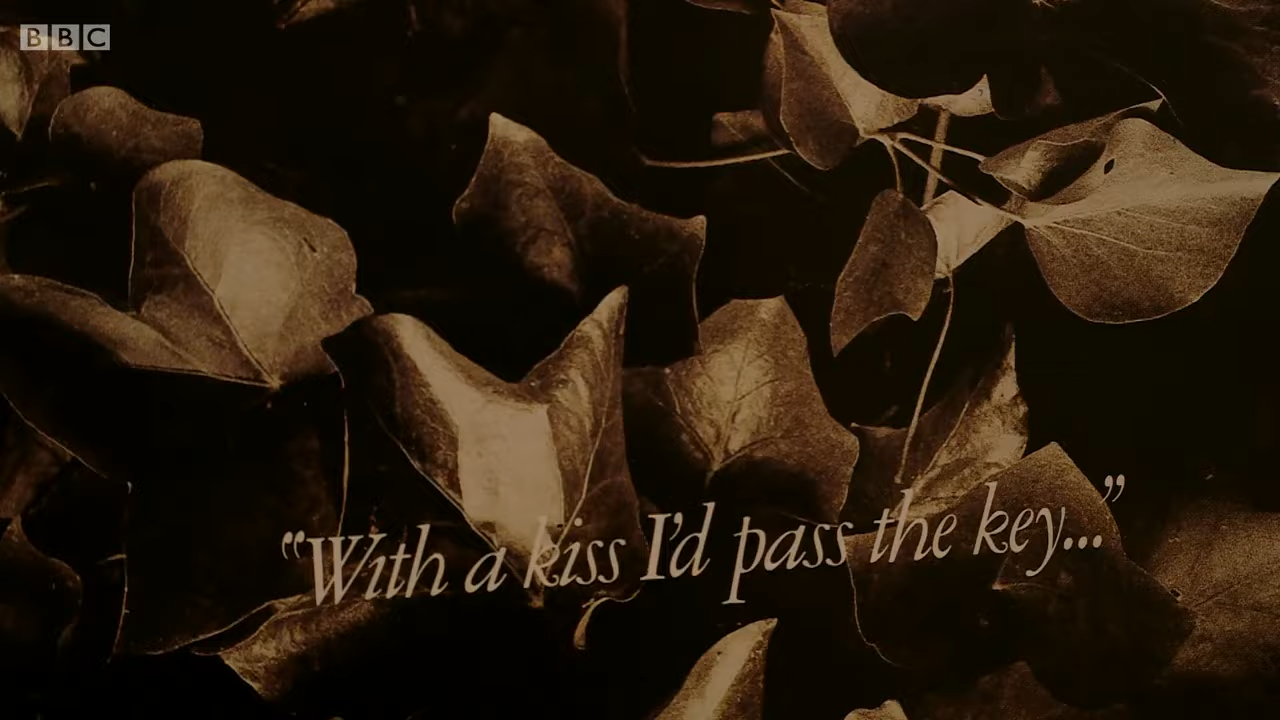 BBC
“With a kiss I’d pass the key...”